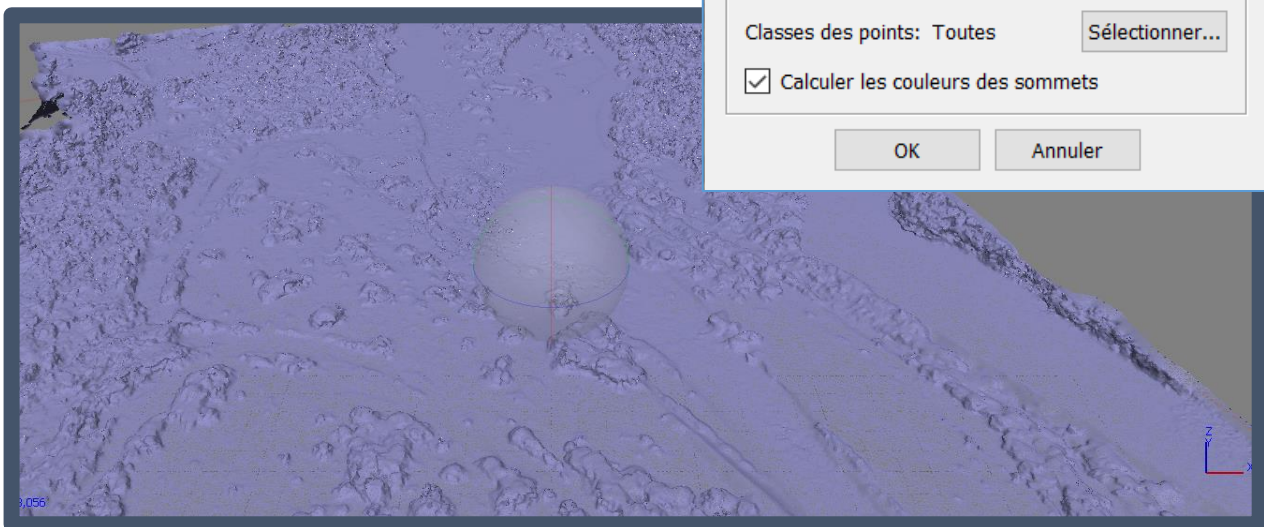 Classes des points: Toutes Sélectionner...
Calculer les couleurs des sommets
OK Annuler
Z
Y
X